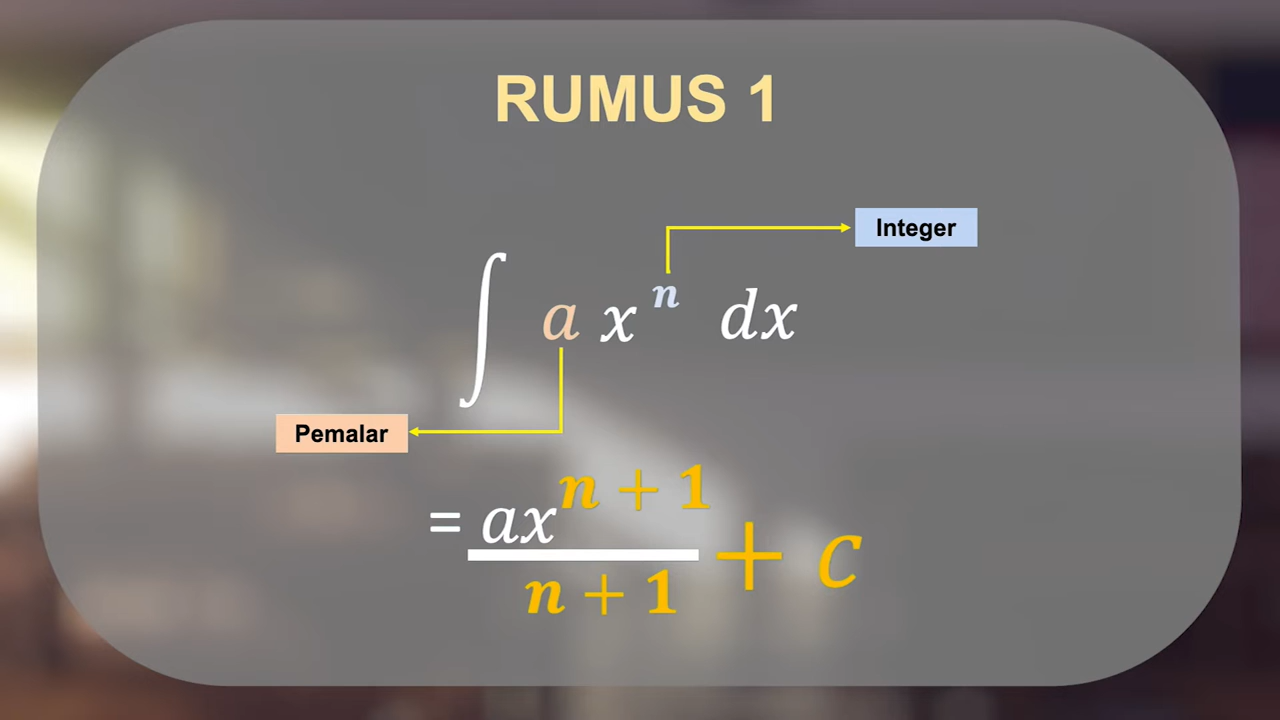 RUMUS 1
Integer
∫ a x^n dx
Pemalar
= ax^{n + 1} / n + 1 + c